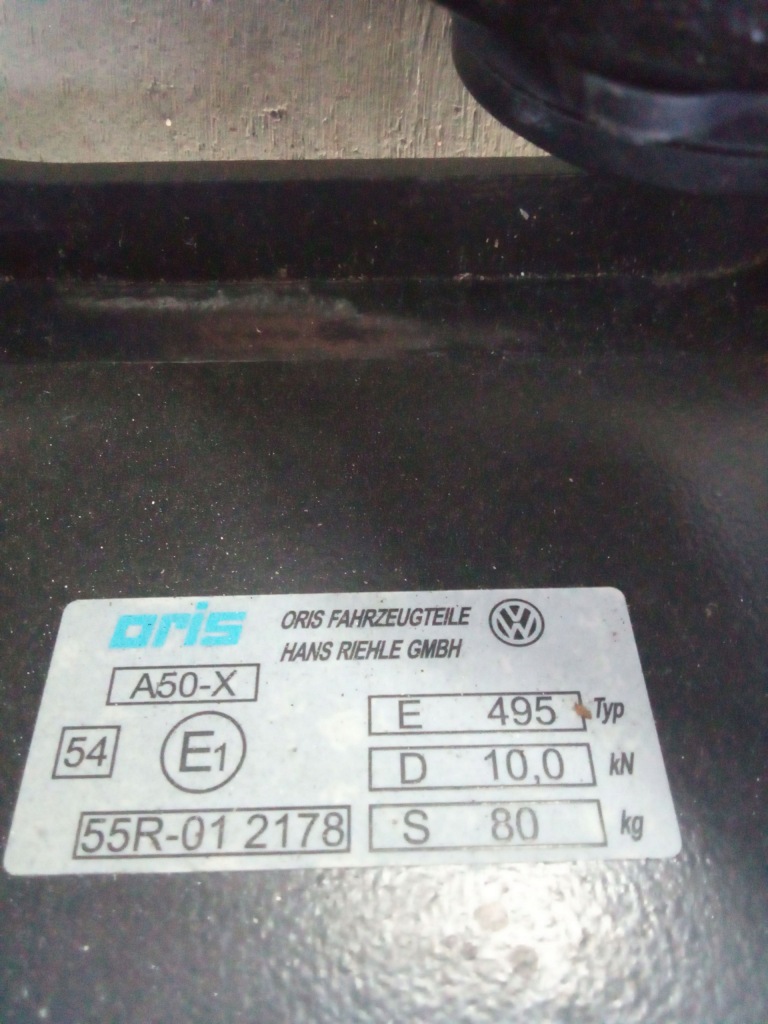 oris
ORIS FAHRZEUGTEILE
HANS RIEHLE GMBH
VW
A50-X
E 495 Typ
54
E1
D 10,0 kN
55R-01 2178
S 80 kg